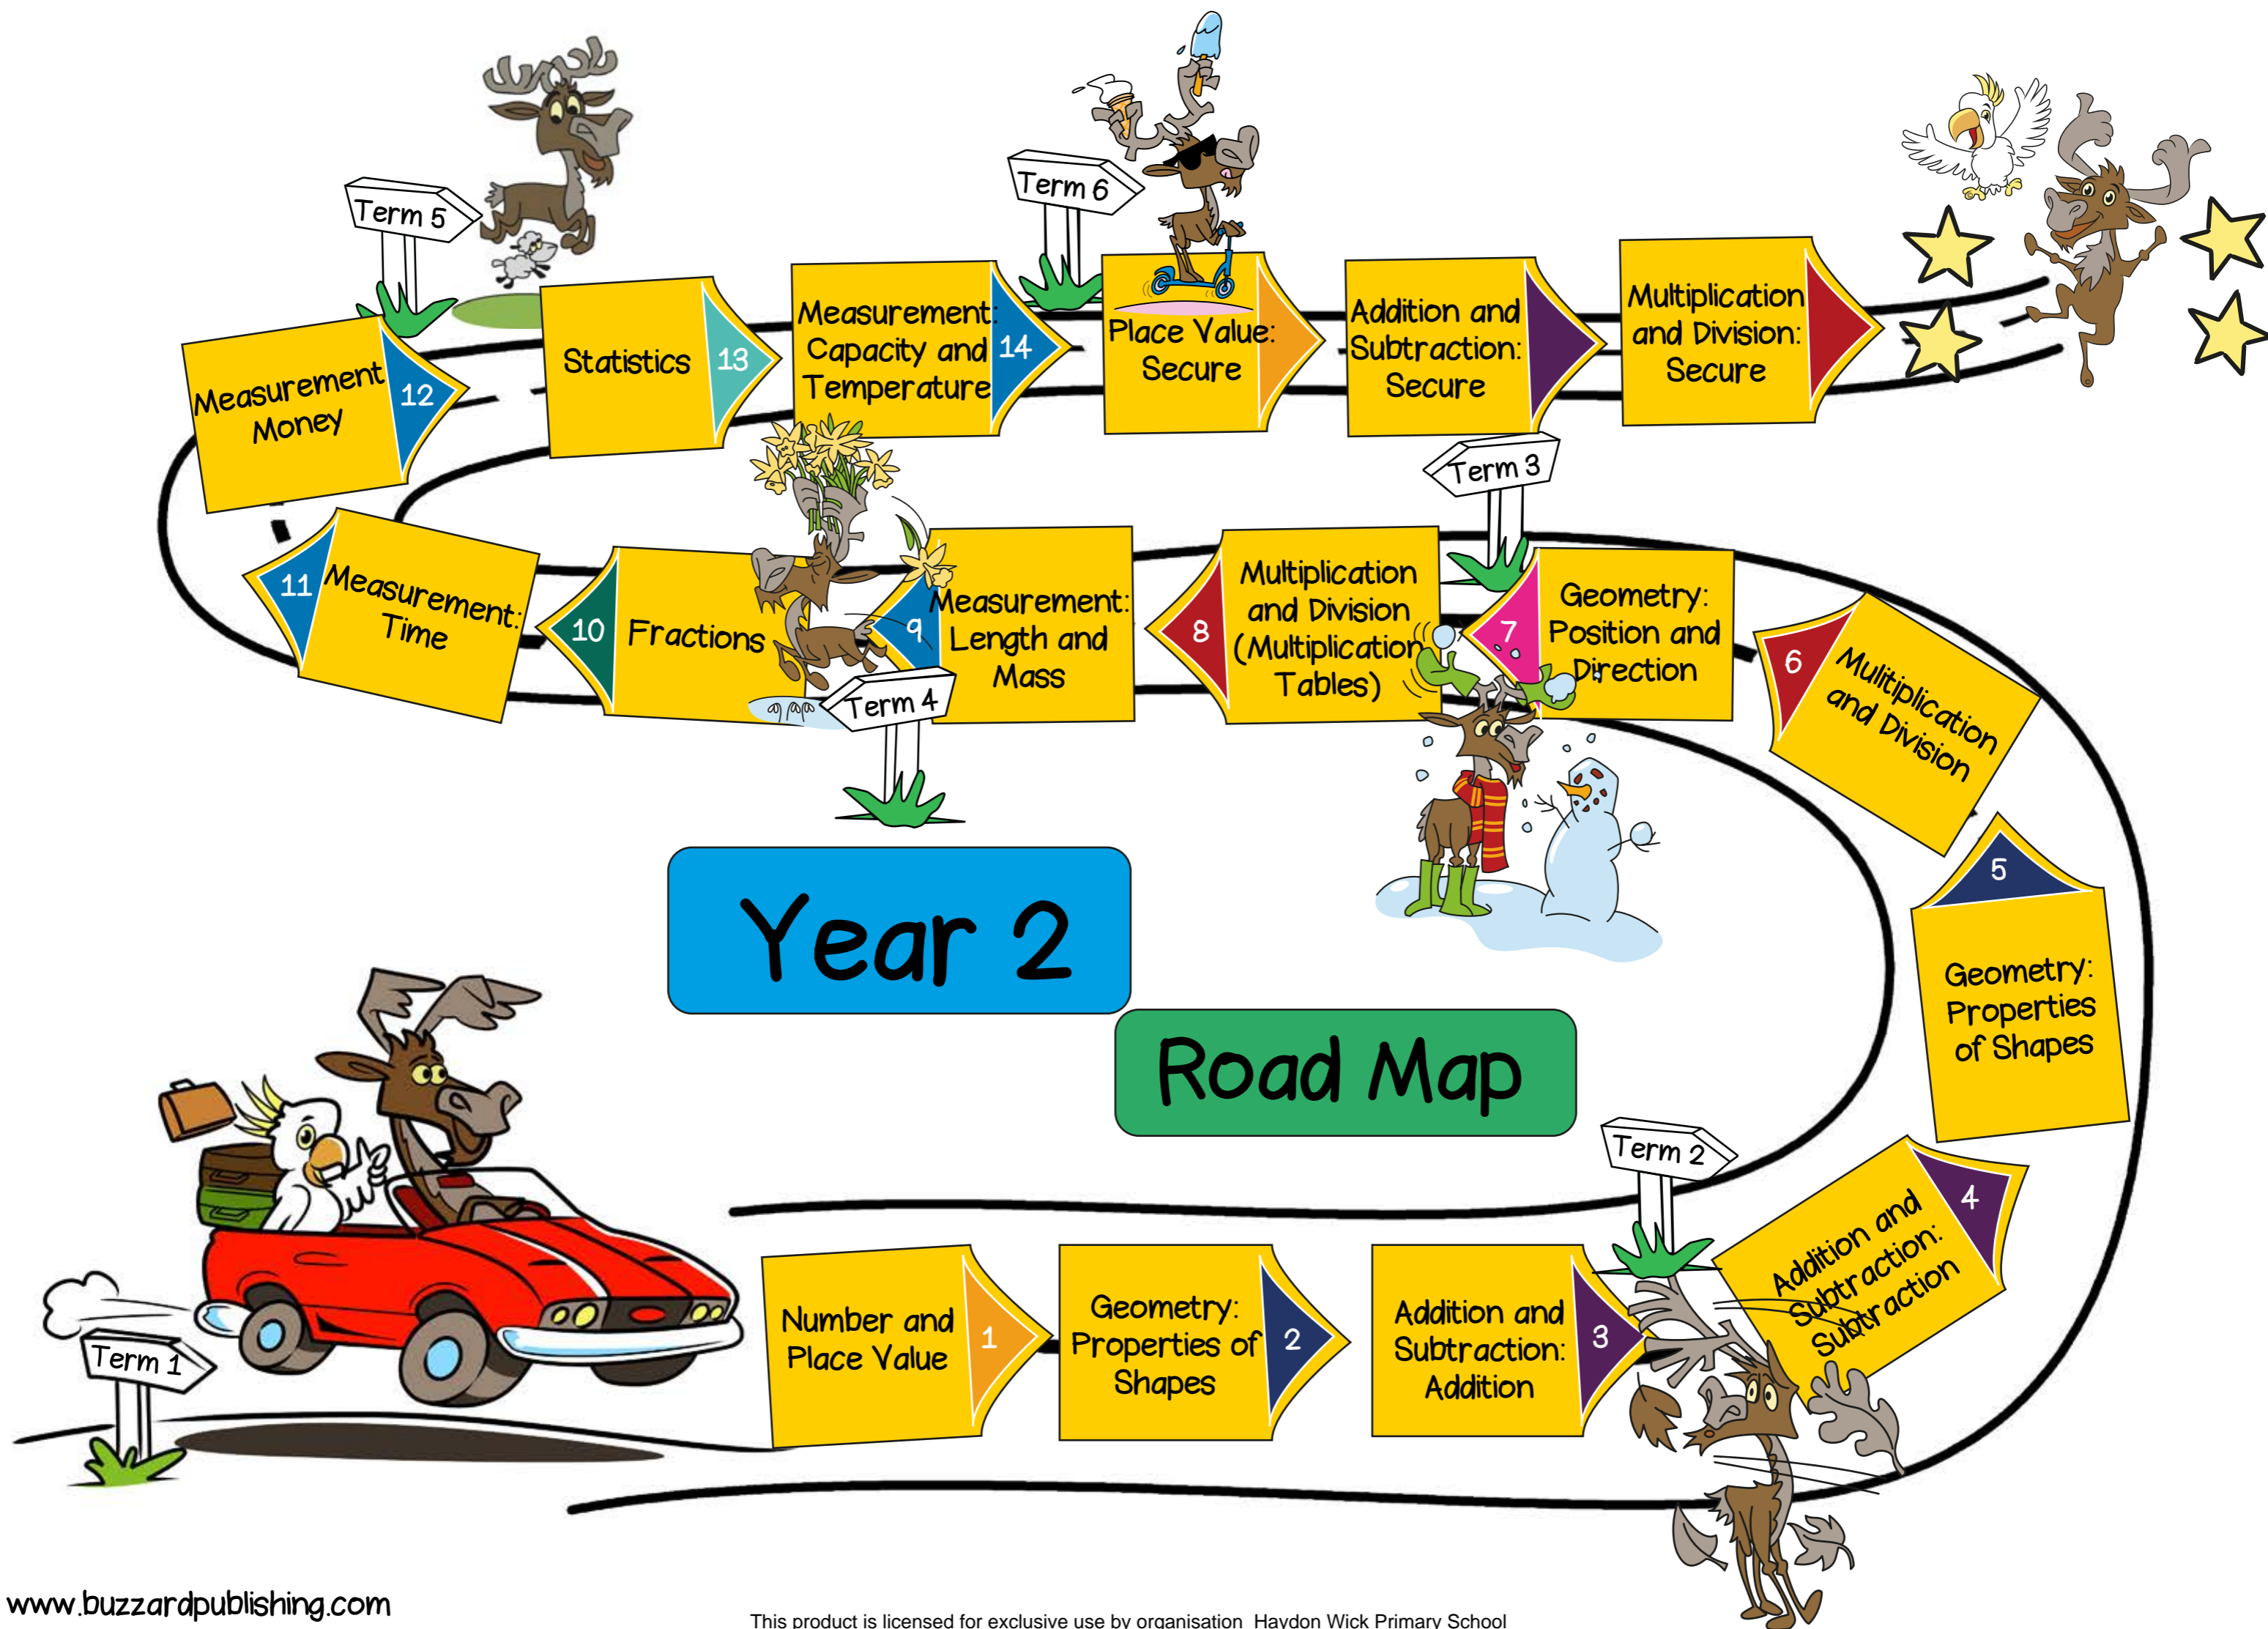 Term 1
Number and
Place Value
1
Geometry:
Properties of
Shapes
2
Addition and
Subtraction:
Addition
3
Term 2
Addition and
Subtraction:
Subtraction
4
Geometry:
Properties
of Shapes
5
Mulitiplication
and Division
6
Geometry:
Position and
Direction
7
Term 3
Multiplication
and Division
(Multiplication
Tables)
8
Measurement:
Length and
Mass
9
Term 4
Fractions
10
Measurement:
Time
11
Measurement
Money
12
Term 5
Statistics
13
Measurement:
Capacity and
Temperature
14
Term 6
Place Value:
Secure
Addition and
Subtraction:
Secure
Multiplication
and Division:
Secure
Year 2
Road Map
www.buzzardpublishing.com
This product is licensed for exclusive use by organisation Haydon Wick Primary School